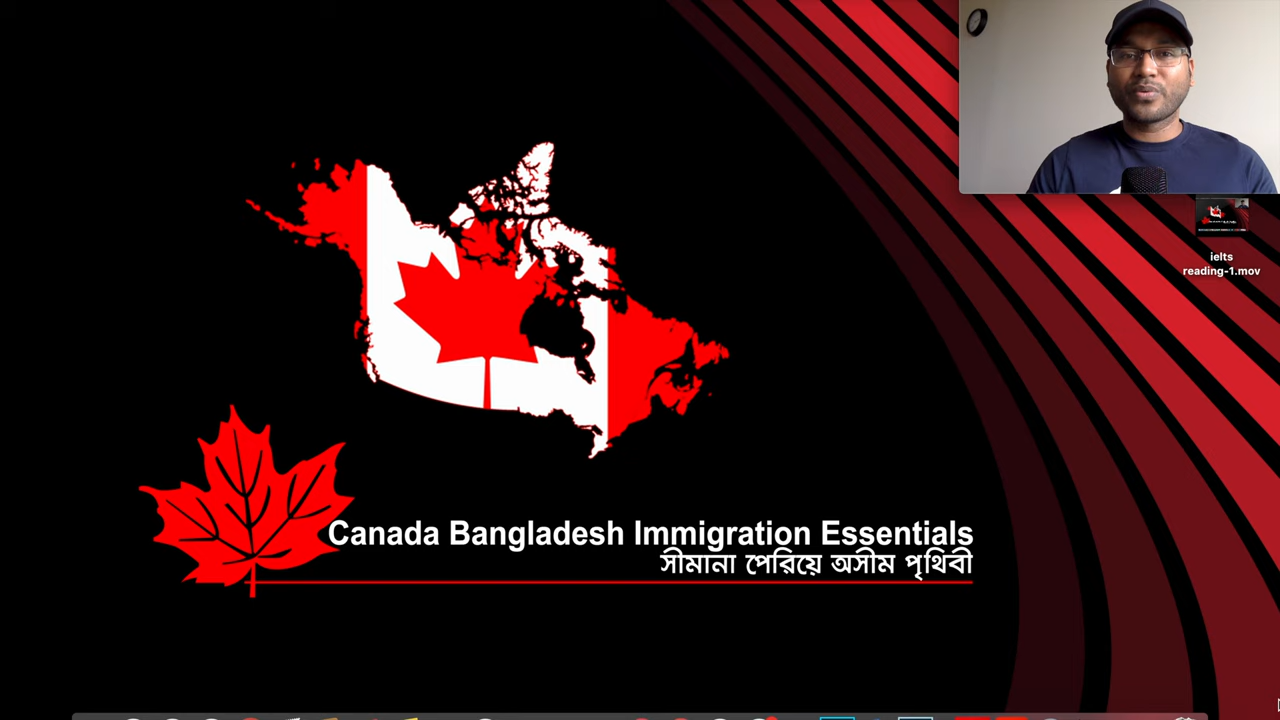 ielts
reading-1.mov
Canada Bangladesh Immigration Essentials
সীমানা পেরিয়ে অসীম পৃথিবী